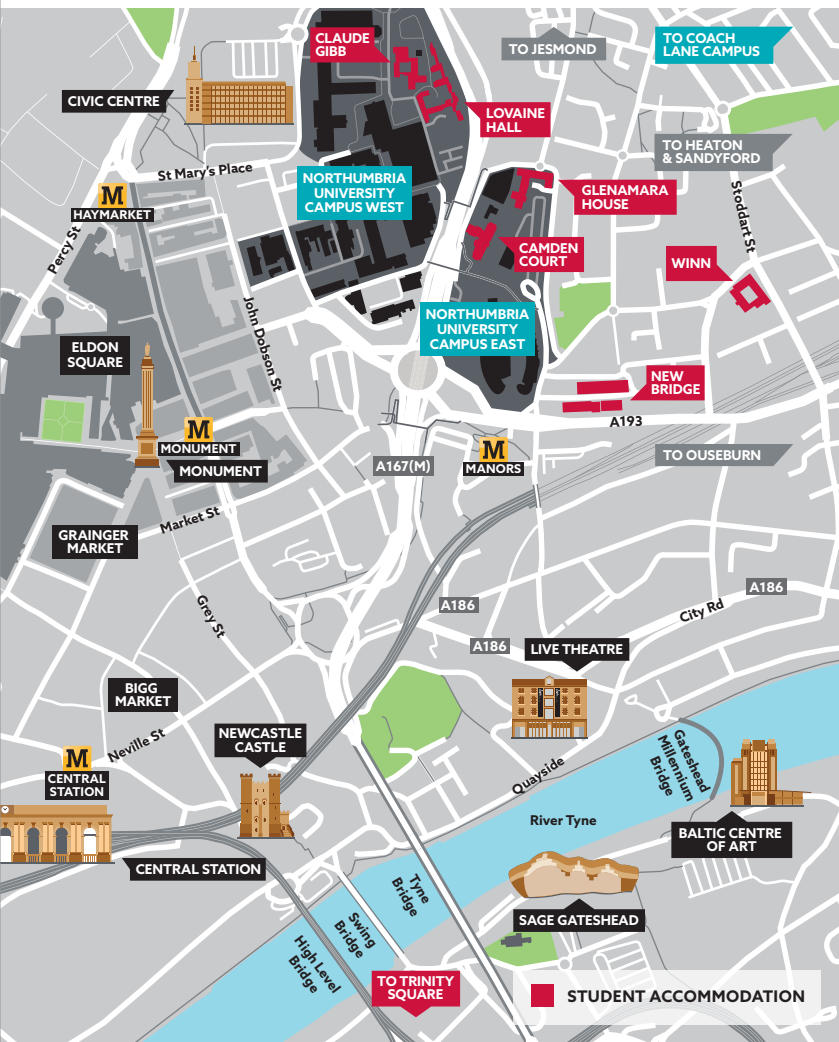 CLAUDE
GIBB
TO JESMOND
TO COACH
LANE CAMPUS
CIVIC CENTRE
LOVAINE
HALL
TO HEATON
& SANDYFORD
St Mary's Place
NORTHUMBRIA
UNIVERSITY
CAMPUS WEST
GLENAMARA
HOUSE
M
HAYMARKET
Percy St
Stoddart St
CAMDEN
COURT
WINN
John Dobson St
NORTHUMBRIA
UNIVERSITY
CAMPUS EAST
ELDON
SQUARE
NEW
BRIDGE
A193
M
MONUMENT
MONUMENT
M
MANORS
A167(M)
TO OUSEBURN
Market St
GRAINGER
MARKET
Grey St
A186
A186
City Rd
A186
LIVE THEATRE
BIGG
MARKET
Neville St
M
CENTRAL
STATION
NEWCASTLE
CASTLE
Quayside
Gateshead
Millennium
Bridge
River Tyne
BALTIC CENTRE
OF ART
CENTRAL STATION
Tyne
Bridge
SAGE GATESHEAD
Swing
Bridge
High Level
Bridge
TO TRINITY
SQUARE
STUDENT ACCOMMODATION